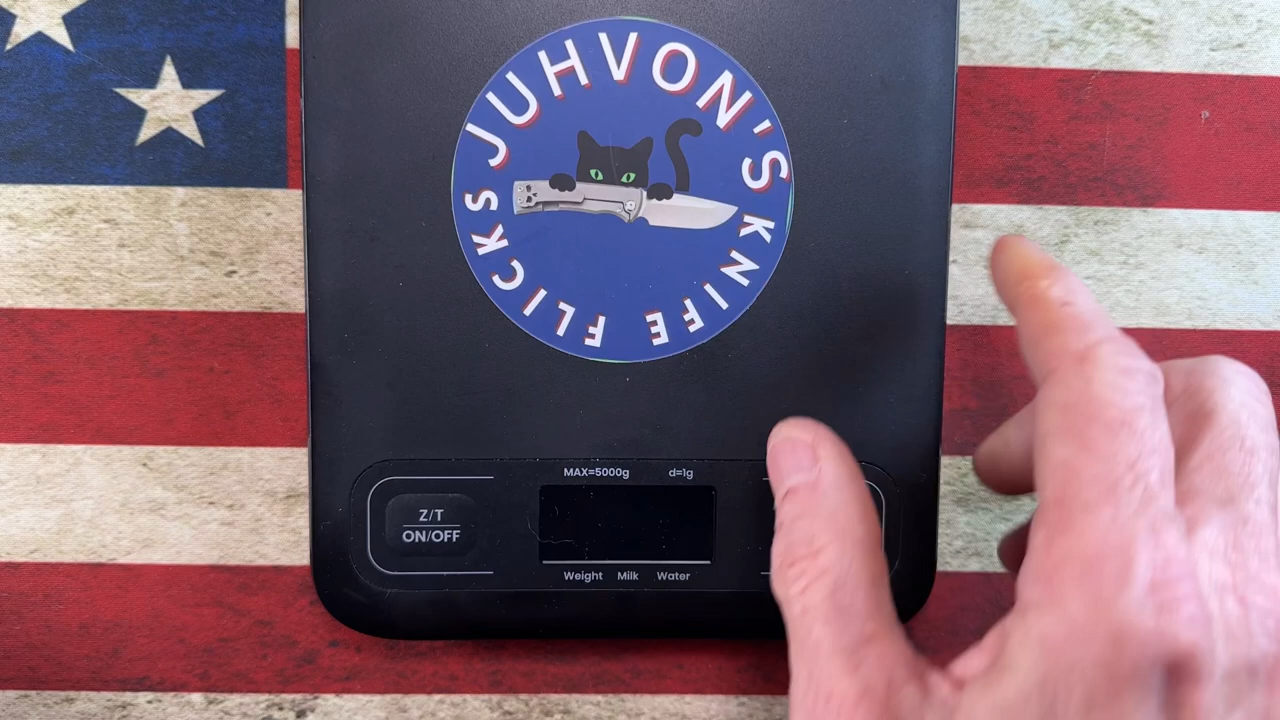 JUHVON'S KNIFE FLICKS
MAX=5000g d=1g
Z/T
ON/OFF
Weight Milk Water